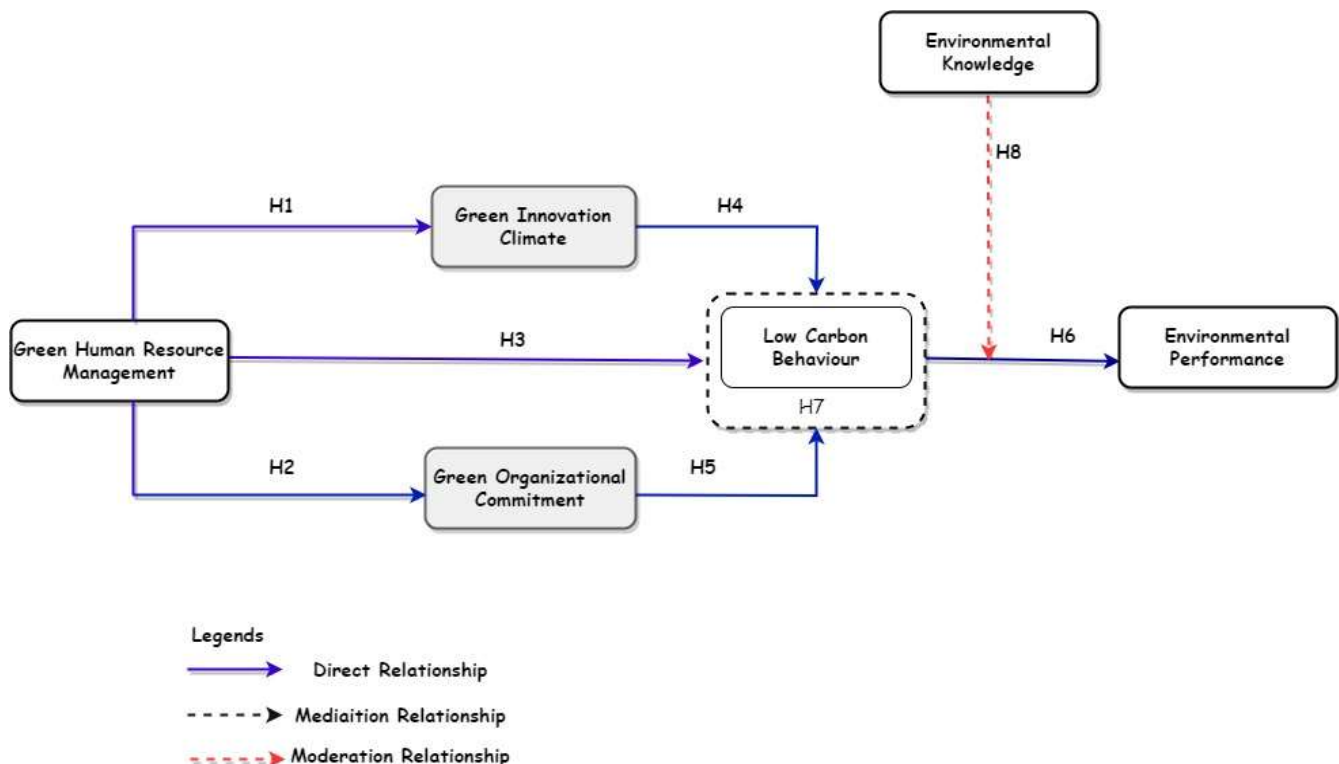 Environmental
Knowledge
H8
H1
Green Innovation
Climate
H4
Green Human Resource
Management
H3
Low Carbon
Behaviour
H7
H6
Environmental
Performance
H2
Green Organizational
Commitment
H5
Legends
Direct Relationship
Mediaition Relationship
Moderation Relationship